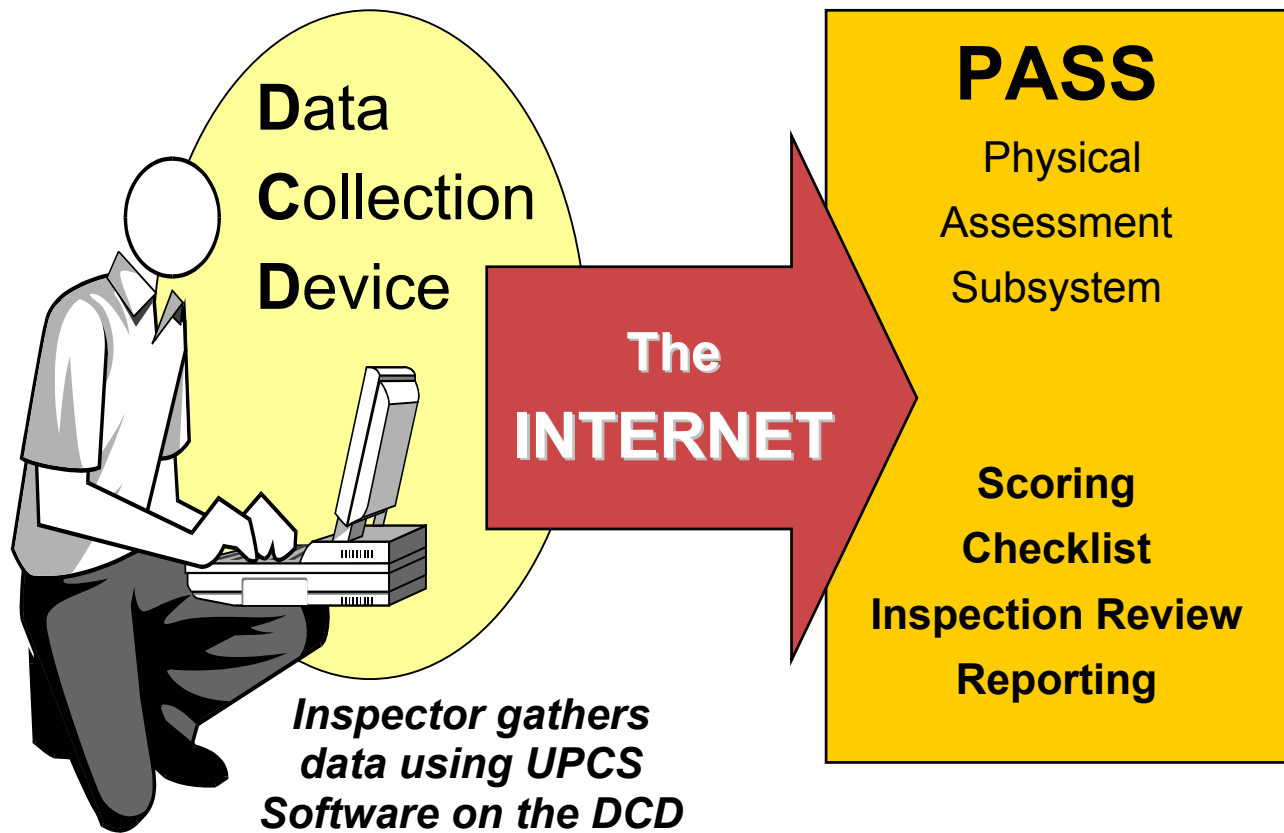 Data
Collection
Device
Inspector gathers
data using UPCS
Software on the DCD
The
INTERNET
PASS
Physical
Assessment
Subsystem
Scoring
Checklist
Inspection Review
Reporting